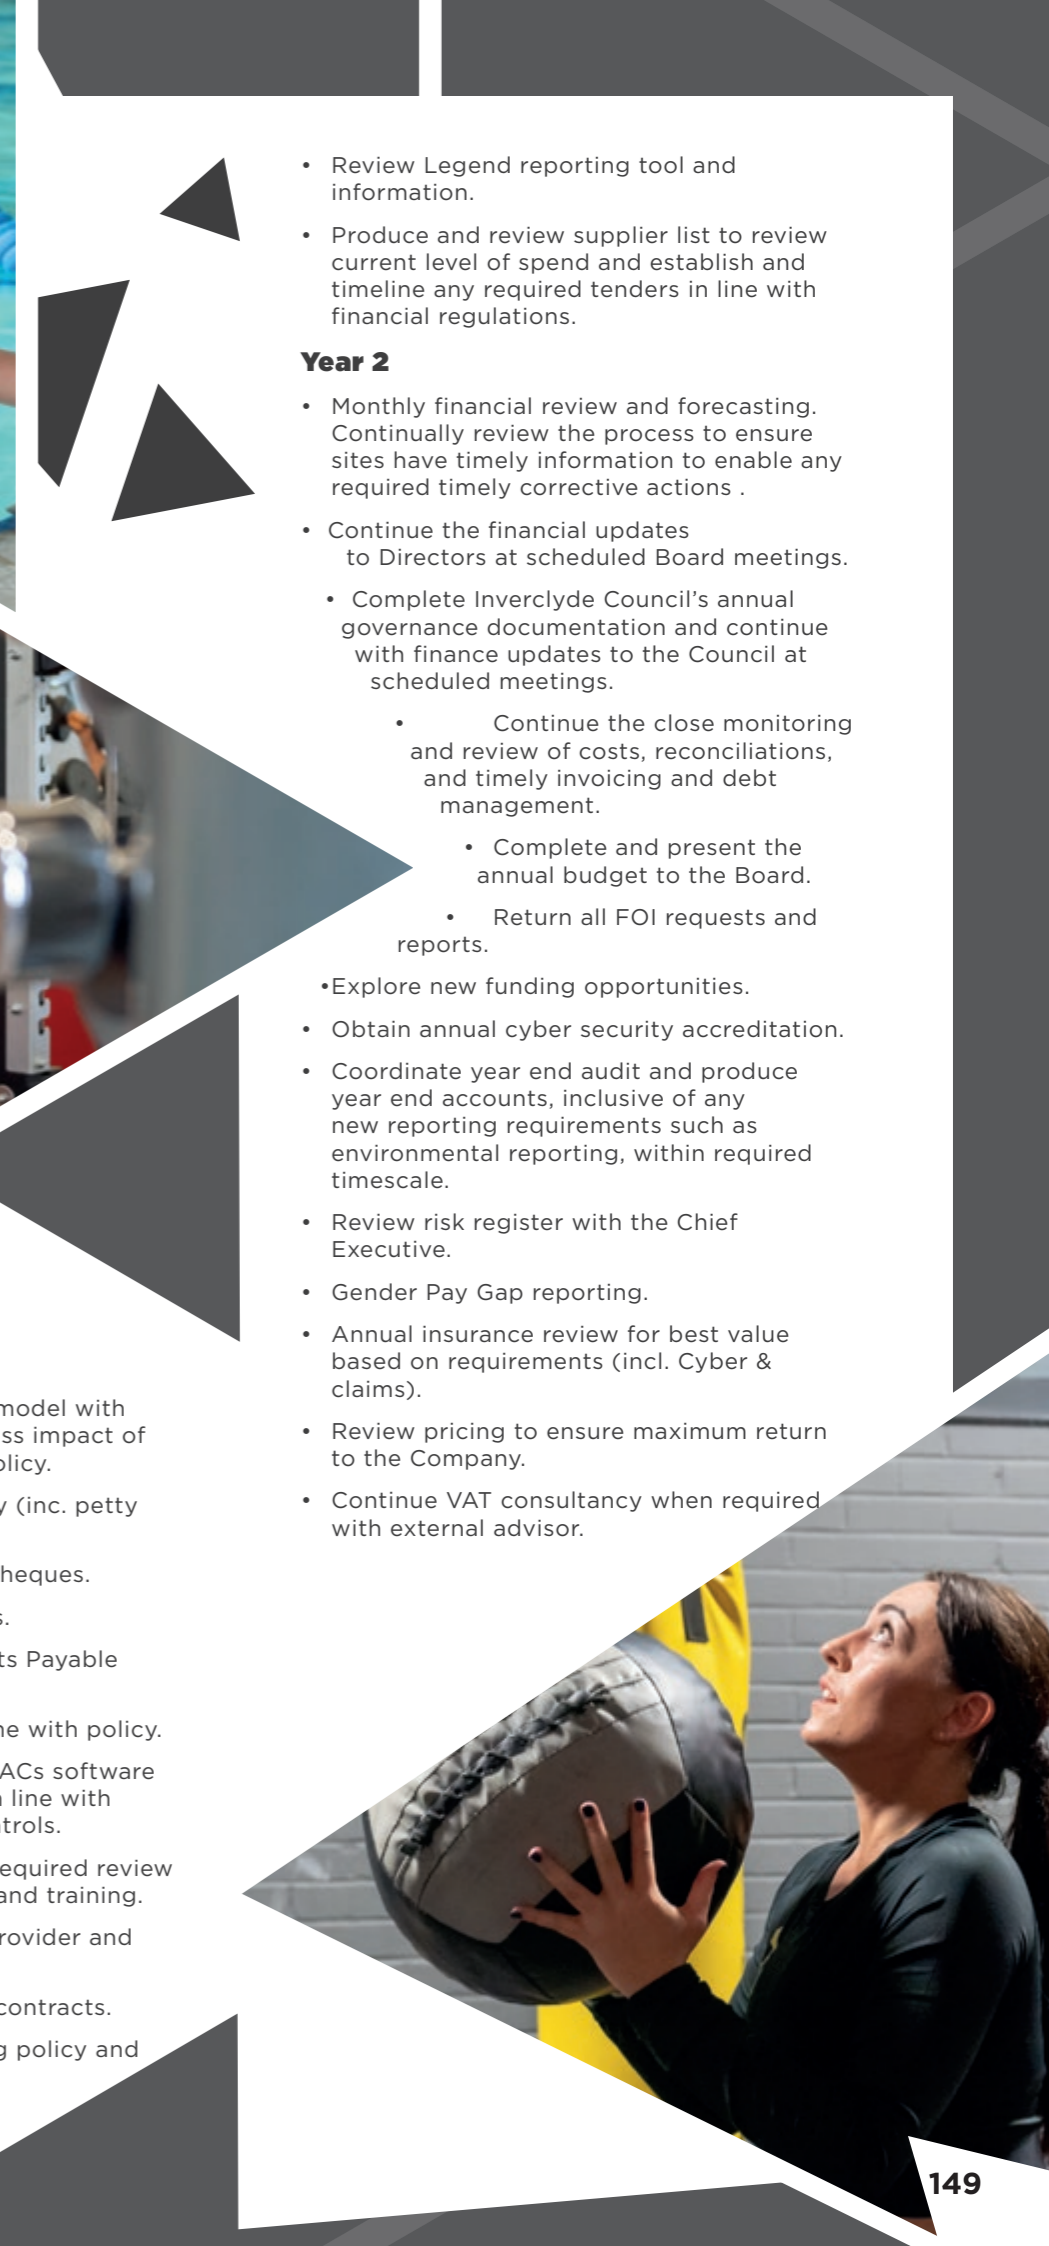 model with
impact of
y (inc. petty
Payable
with policy.
software
line with
review
and training.
and
contracts.
policy and
• Review Legend reporting tool and
information.
• Produce and review supplier list to review
current level of spend and establish and
timeline any required tenders in line with
financial regulations.
Year 2
• Monthly financial review and forecasting.
Continually review the process to ensure
sites have timely information to enable any
required timely corrective actions .
• Continue the financial updates
to Directors at scheduled Board meetings.
• Complete Inverclyde Council’s annual
governance documentation and continue
with finance updates to the Council at
scheduled meetings.
• Continue the close monitoring
and review of costs, reconciliations,
and timely invoicing and debt
management.
• Complete and present the
annual budget to the Board.
• Return all FOI requests and
reports.
•Explore new funding opportunities.
• Obtain annual cyber security accreditation.
• Coordinate year end audit and produce
year end accounts, inclusive of any
new reporting requirements such as
environmental reporting, within required
timescale.
• Review risk register with the Chief
Executive.
• Gender Pay Gap reporting.
• Annual insurance review for best value
based on requirements (incl. Cyber &
claims).
• Review pricing to ensure maximum return
to the Company.
• Continue VAT consultancy when required
with external advisor.
149